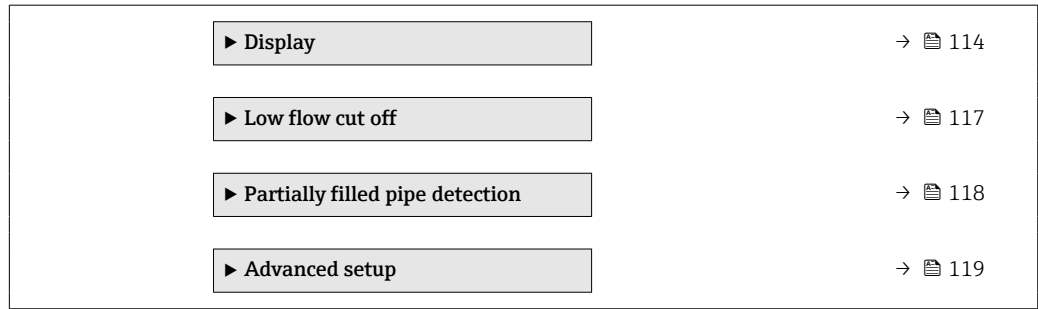 ▶ Display → 114
▶ Low flow cut off → 117
▶ Partially filled pipe detection → 118
▶ Advanced setup → 119